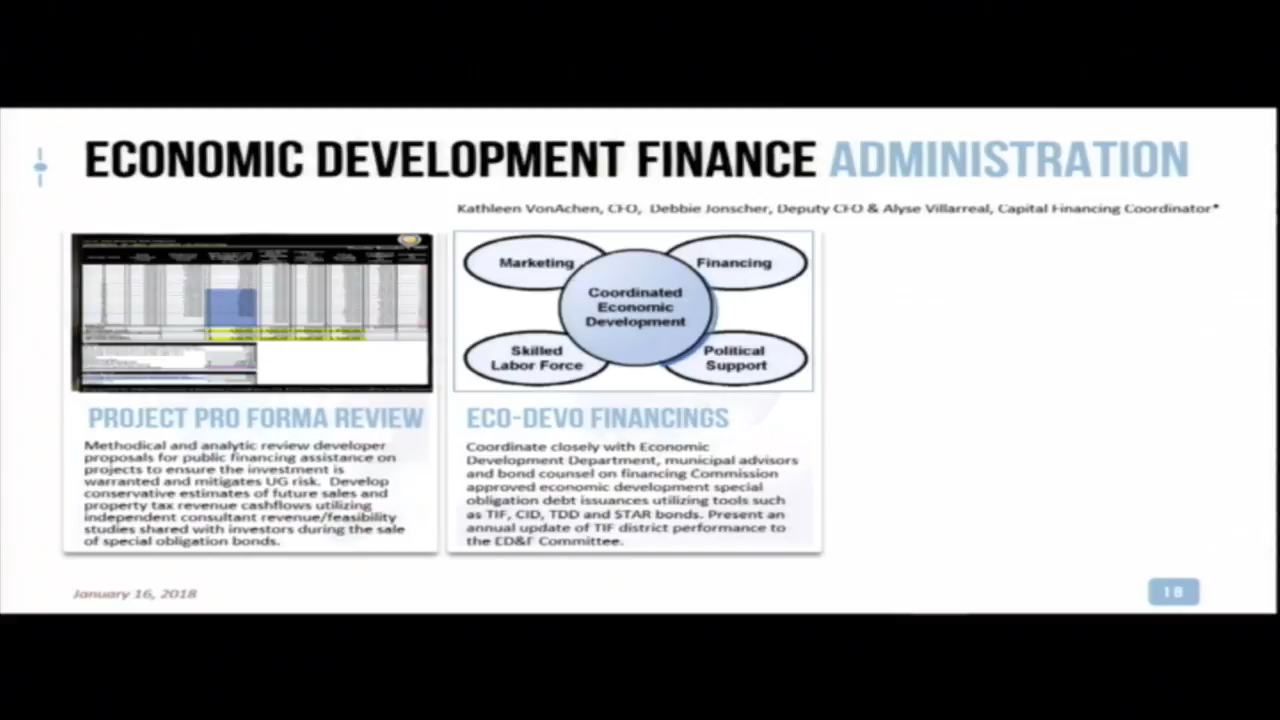 ECONOMIC DEVELOPMENT FINANCE ADMINISTRATION
Kathleen VonAchen, CFO, Debbie Jonscher, Deputy CFO & Alyse Villarreal, Capital Financing Coordinator*
Marketing
Financing
Coordinated
Economic
Development
Skilled
Labor Force
Political
Support
PROJECT PRO FORMA REVIEW
Methodical and analytic review developer
proposals for public financing assistance on
projects to ensure the investment is
warranted and mitigates UG risk. Develop
conservative estimates of future sales and
property tax revenue cashflows utilizing
independent consultant revenue/feasibility
studies shared with investors during the sale
of special obligation bonds.
ECO-DEVO FINANCINGS
Coordinate closely with Economic
Development Department, municipal advisors
and bond counsel on financing Commission
approved economic development special
obligation debt issuances utilizing tools such
as TIF, CID, TDD and STAR bonds. Present an
annual update of TIF district performance to
the ED&F Committee.
January 16, 2018
18